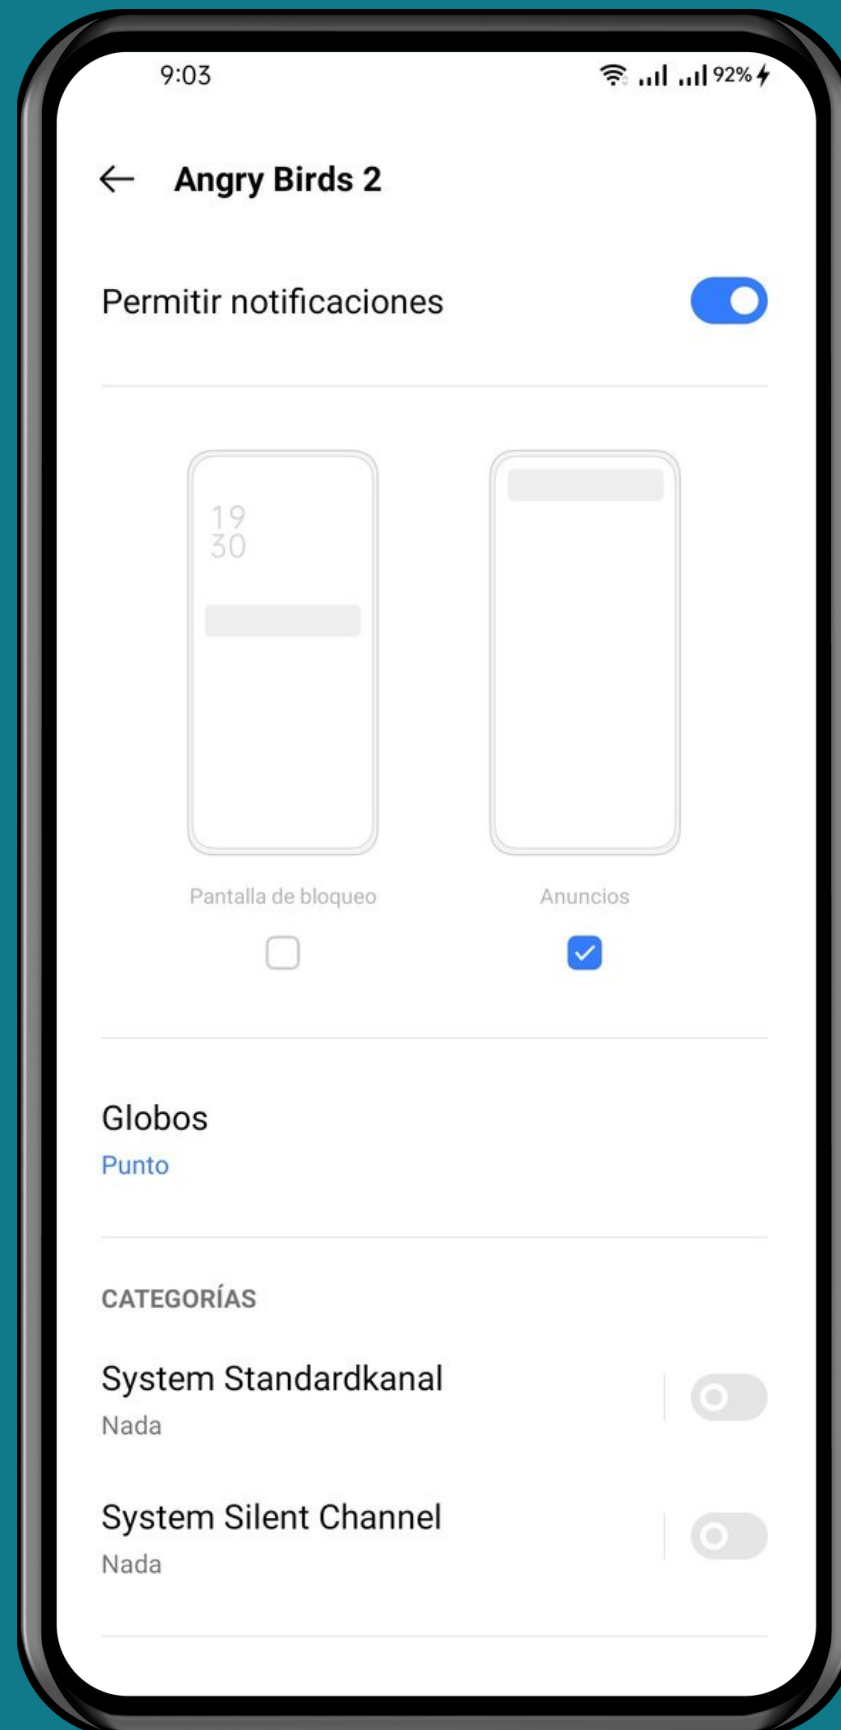 9:03 92%
Angry Birds 2
Permitir notificaciones
19
30
Pantalla de bloqueo Anuncios
Globos
Punto
CATEGORÍAS
System Standardkanal
Nada
System Silent Channel
Nada